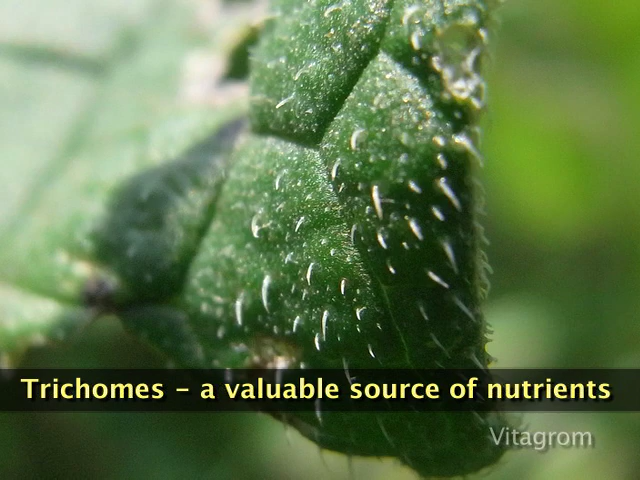 Trichomes – a valuable source of nutrients
Vitagrom